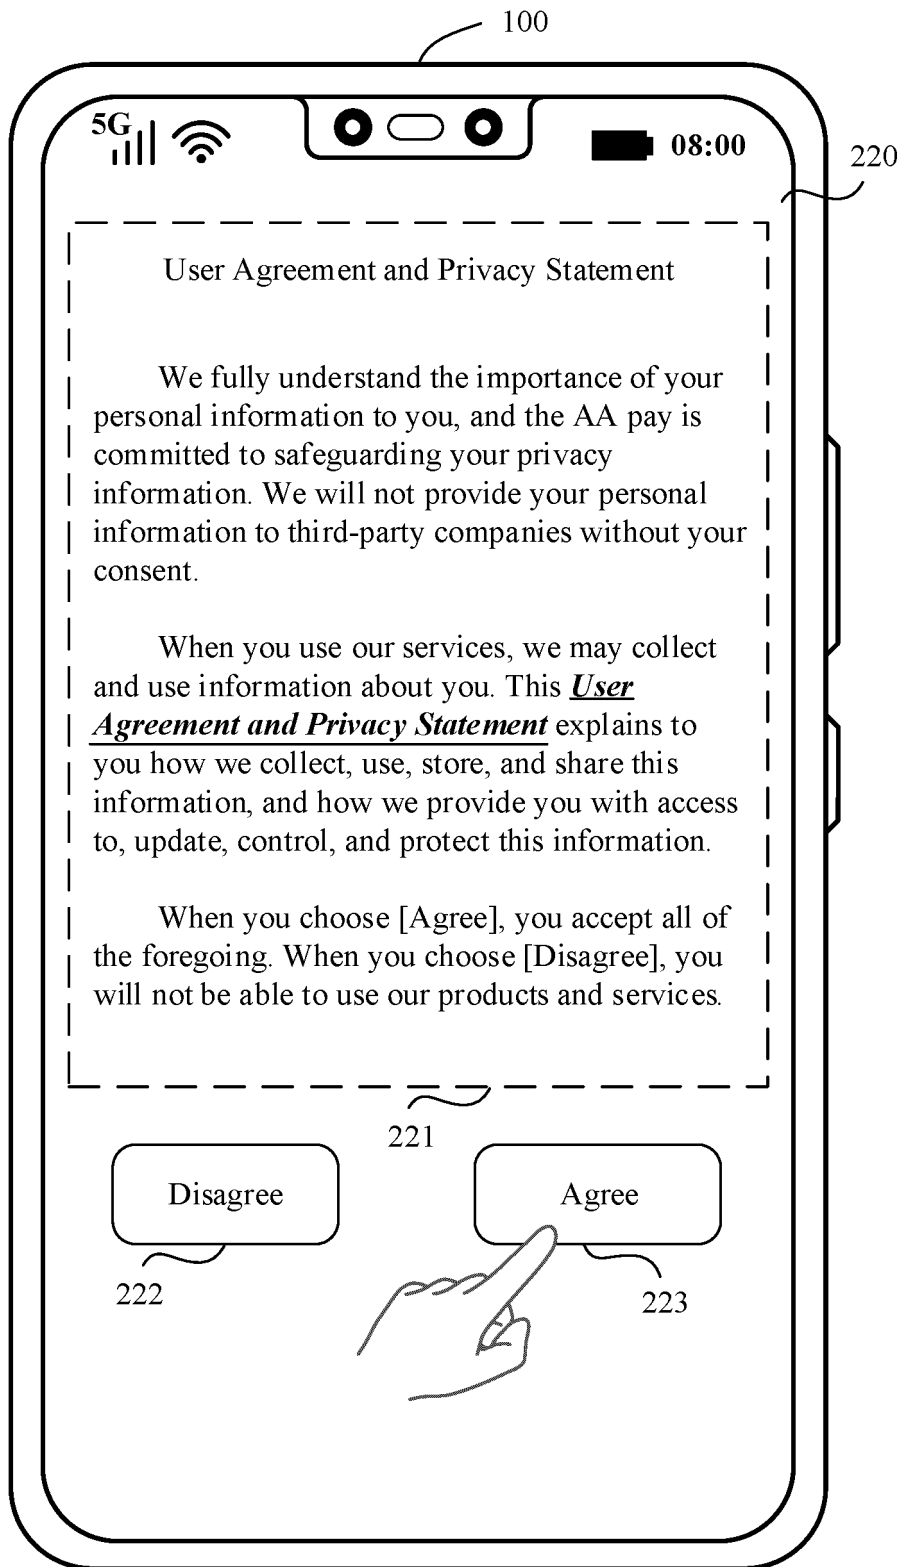 100
5G
08:00
220
User Agreement and Privacy Statement
We fully understand the importance of your
personal information to you, and the AA pay is
committed to safeguarding your privacy
information. We will not provide your personal
information to third-party companies without your
consent.
When you use our services, we may collect
and use information about you. This User
Agreement and Privacy Statement explains to
you how we collect, use, store, and share this
information, and how we provide you with access
to, update, control, and protect this information.
When you choose [Agree], you accept all of
the foregoing. When you choose [Disagree], you
will not be able to use our products and services.
221
Disagree
Agree
222
223